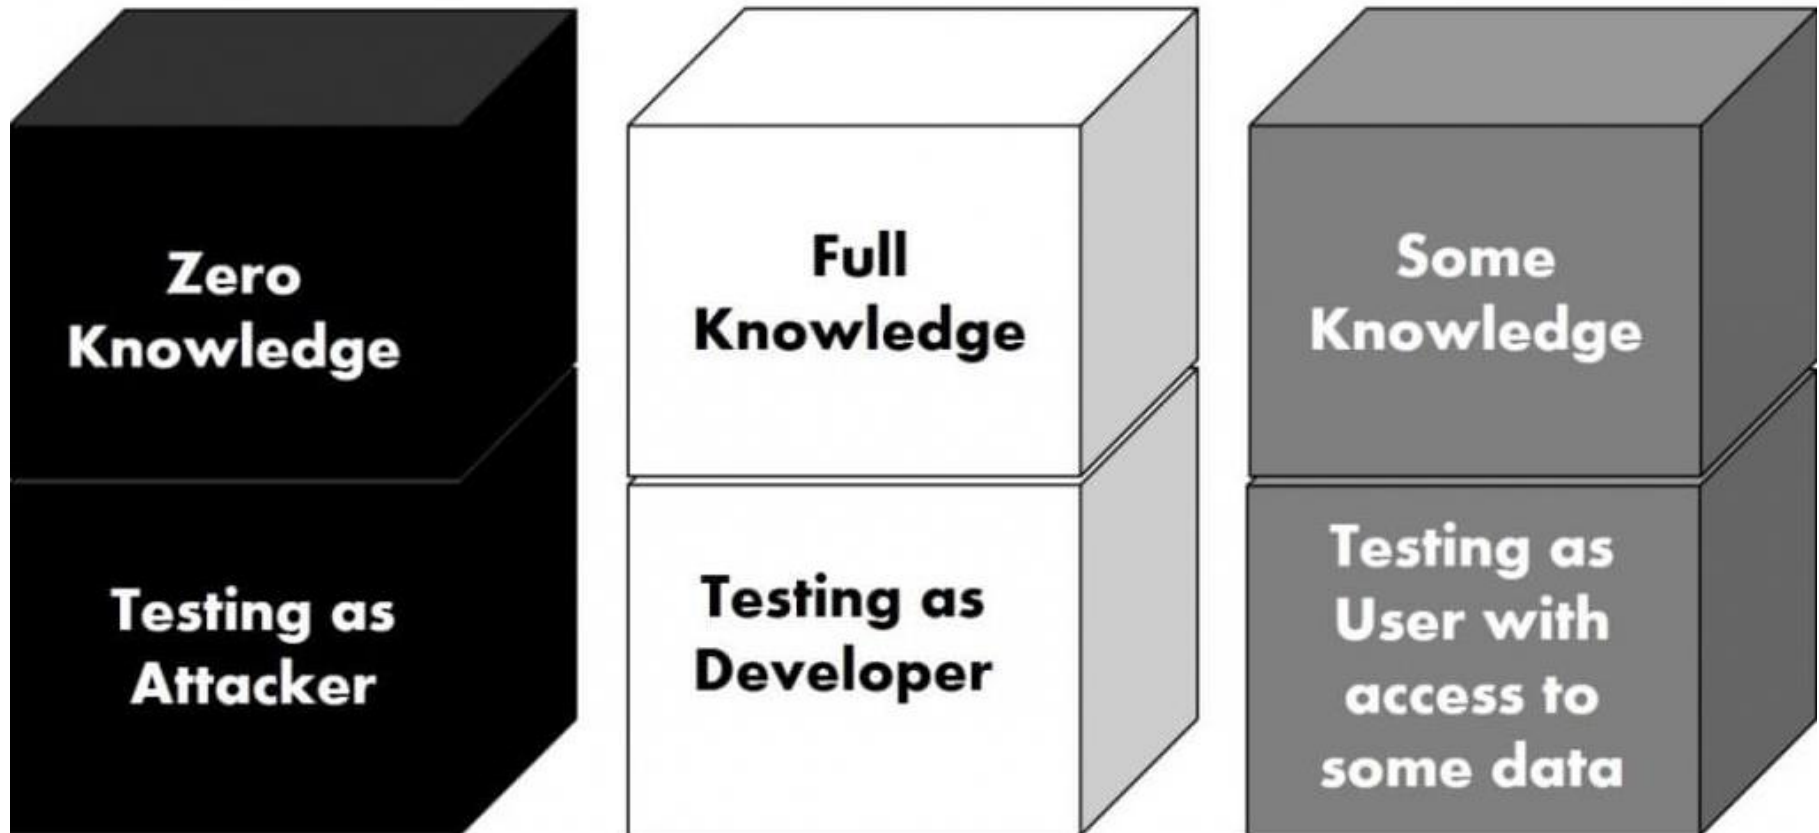 Zero
Knowledge
Testing as
Attacker
Full
Knowledge
Testing as
Developer
Some
Knowledge
Testing as
User with
access to
some data